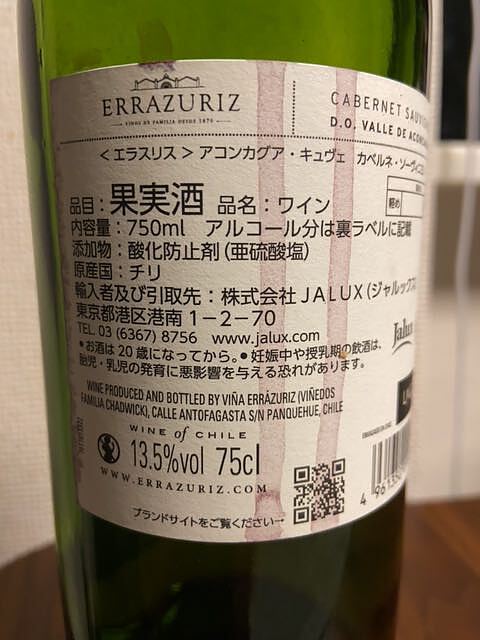 ERRAZURIZ
VINOS DE FAMILIA DESDE 1870
CABERNET
D.O. VALLE DE
＜エラスリス＞アコンカグア・キュヴェ カベルネ・ソーヴィ
品目：果実酒 品名：ワイン
軽め
内容量：750ml アルコール分は裏ラベルに記載
添加物：酸化防止剤（亜硫酸塩）
原産国：チリ
輸入者及び引取先：株式会社JALUX(ジャルックス)
東京都港区港南1-2-70
TEL 03 (6367) 8756 www.jalux.com
●お酒は20歳になってから。●妊娠中や授乳期の飲酒は、
胎児・乳児の発育に悪影響を与える恐れがあります。
Jalux
WINE PRODUCED AND BOTTLED BY VIÑA ERRÁZURIZ (VIÑEDOS
FAMILIA CHADWICK), CALLE ANTOFAGASTA S/N PANQUEHUE, CHILE
WINE of CHILE
13.5%vol 75cl
WWW.ERRAZURIZ.COM
ブランドサイトをご覧ください→